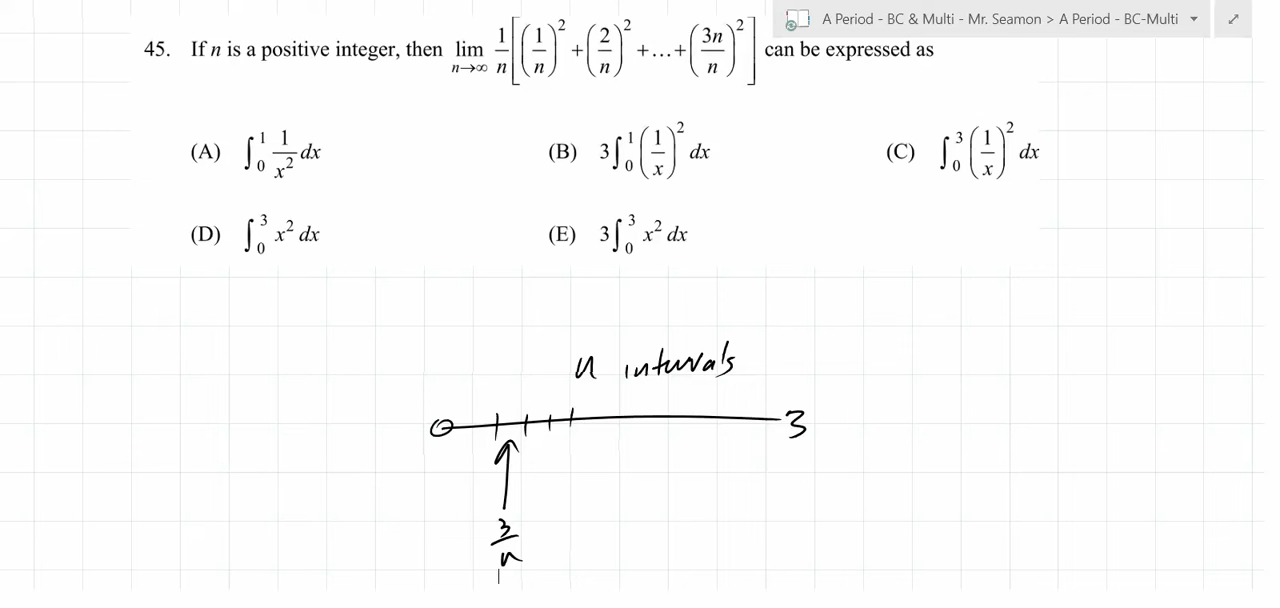 A Period - BC & Multi - Mr. Seamon > A Period - BC-Multi
45. If n is a positive integer, then lim n→∞ 1/n [(1/n)² + (2/n)² + … + (3n/n)²] can be expressed as
(A) ∫₀¹ 1/x² dx (B) 3∫₀¹ (1/x)² dx (C) ∫₀³ (1/x)² dx
(D) ∫₀³ x² dx (E) 3∫₀³ x² dx
n intervals
0 3
3/n